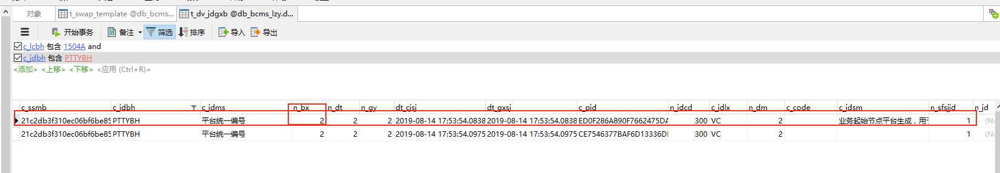 对象 t_swap_template @db_bcms... t_dv_jdgxb @db_bcms_lzy.d...
开始事务 备注 筛选 排序 导入 导出
c_lcbh 包含 1504A and
c_jdbh 包含 PTTYBH
<添加> <上移> <下移> <应用 (Ctrl+R)>
c_ssmb c_jdbh c_jdms n_bx n_dt n_gy dt_cjsj dt_gxsj c_pid n_jdcd c_jdlx n_dm c_code c_jdsm n_sfsjjd n_jd
21c2db3f310ec06bf6be85 PTTYBH 平台统一编号 2 2 2 2019-08-14 17:53:54.0838 2019-08-14 17:53:54.0838 ED0F286A890F7662475DA 300 VC 2 业务起始节点平台生成，用于 1 (Nu
21c2db3f310ec06bf6be85 PTTYBH 平台统一编号 2 2 2 2019-08-14 17:53:54.0975 2019-08-14 17:53:54.0975 CE7546377BAF6D13336DI 300 VC 2 1 (Nu